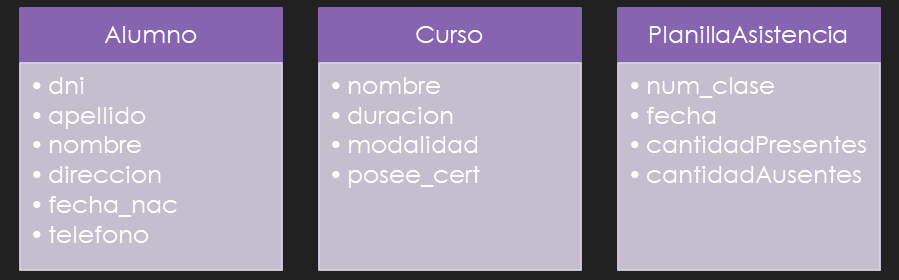 Alumno
• dni
• apellido
• nombre
• direccion
• fecha_nac
• telefono
Curso
• nombre
• duracion
• modalidad
• posee_cert
PlanillaAsistencia
• num_clase
• fecha
• cantidadPresentes
• cantidadAusentes